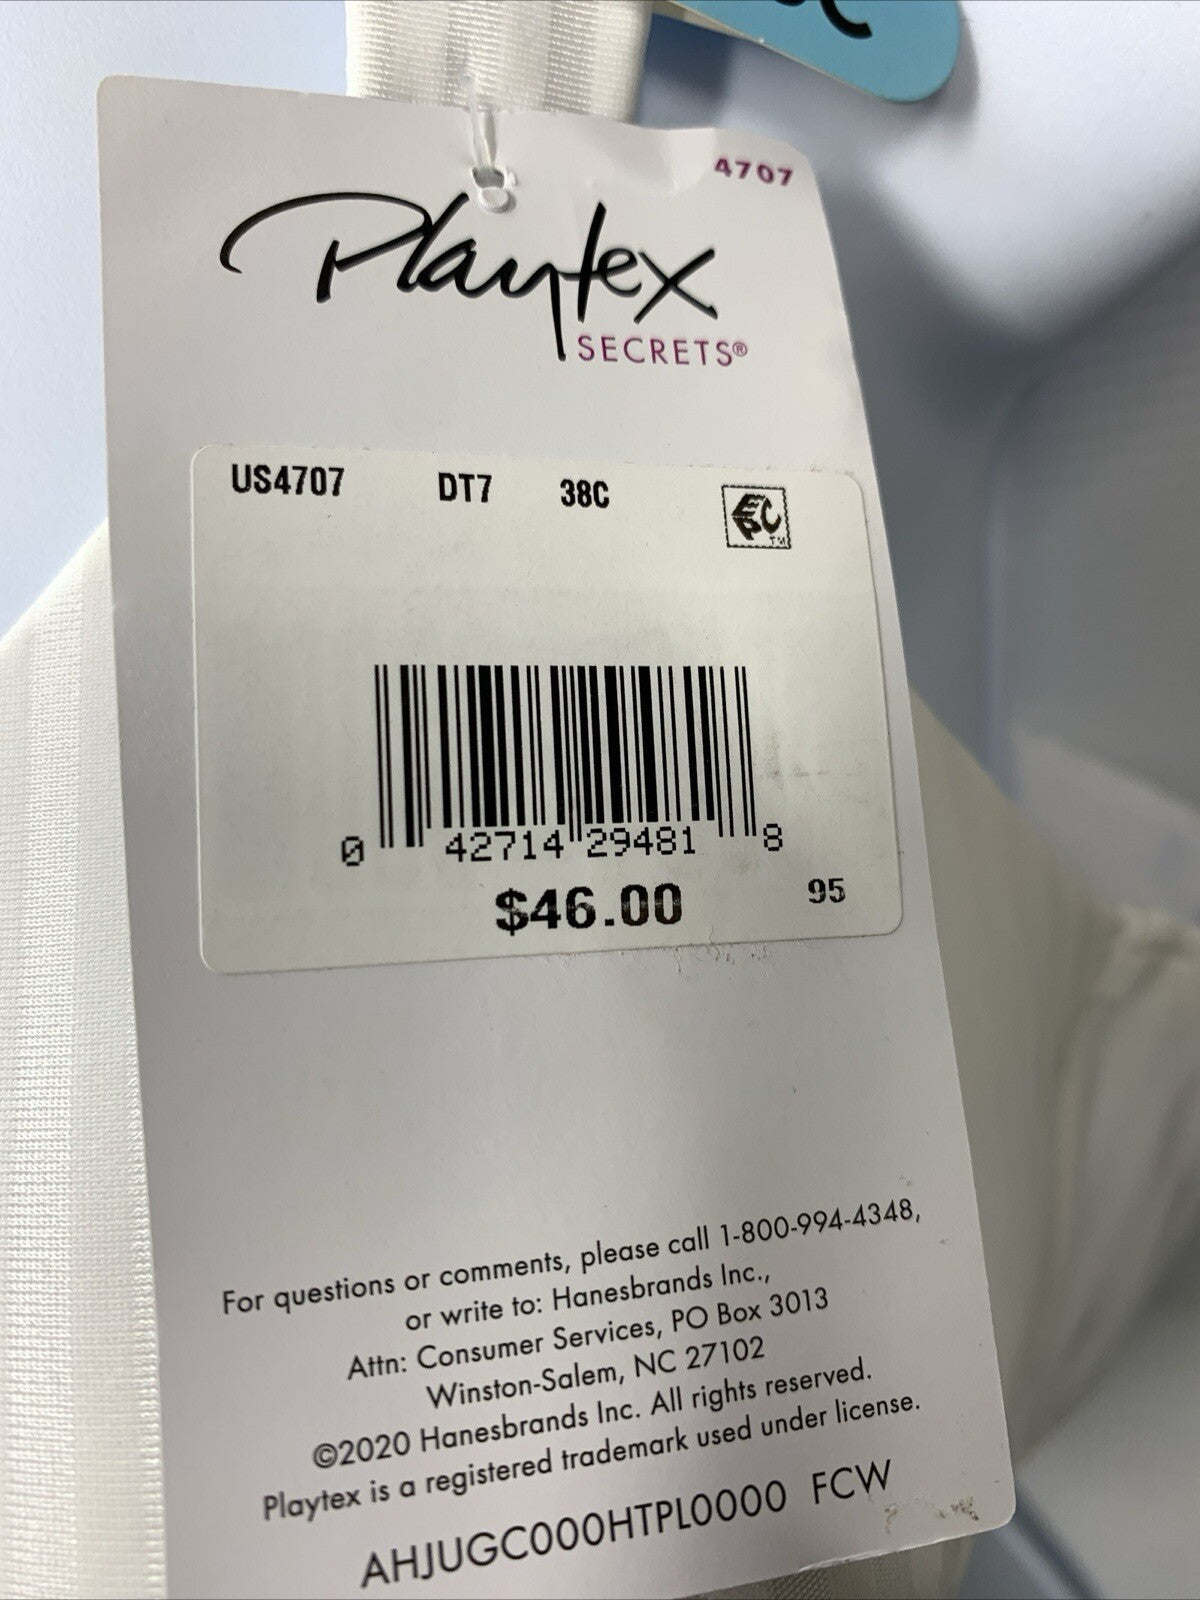 4707
Playtex
SECRETS®
US4707 DT7 38C
EPC™
0 42714 29481 8
$46.00 95
For questions or comments, please call 1-800-994-4348,
or write to: Hanesbrands Inc.,
Attn: Consumer Services, PO Box 3013
Winston-Salem, NC 27102
©2020 Hanesbrands Inc. All rights reserved.
Playtex is a registered trademark used under license.
AHJUGC000HTPL0000 FCW